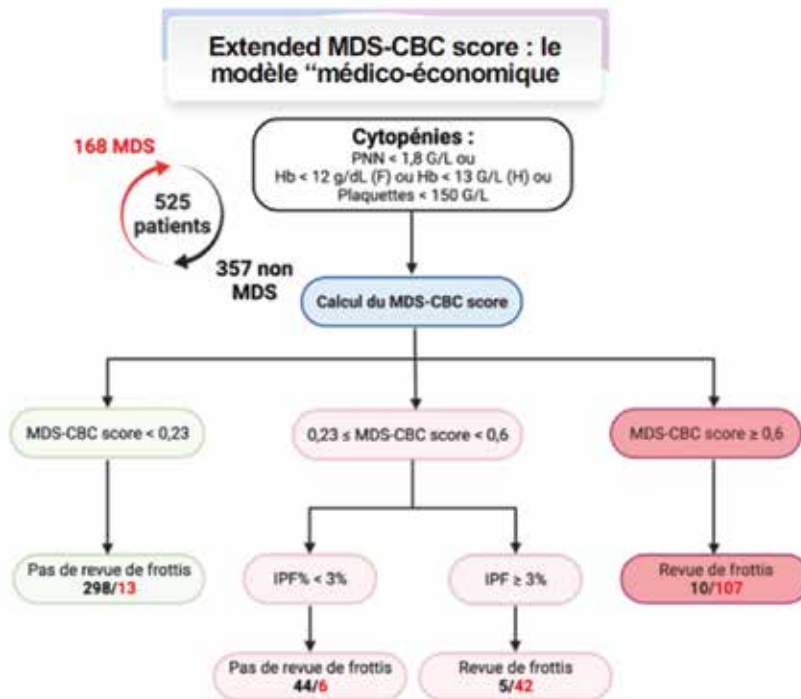 Extended MDS-CBC score : le
modèle “médico-économique
168 MDS
525
patients
357 non
MDS
Cytopénies :
PNN < 1,8 G/L ou
Hb < 12 g/dL (F) ou Hb < 13 G/L (H) ou
Plaquettes < 150 G/L
Calcul du MDS-CBC score
MDS-CBC score < 0,23
0,23 ≤ MDS-CBC score < 0,6
MDS-CBC score ≥ 0,6
Pas de revue de frottis
298/13
IPF% < 3%
IPF ≥ 3%
Revue de frottis
10/107
Pas de revue de frottis
44/6
Revue de frottis
5/42